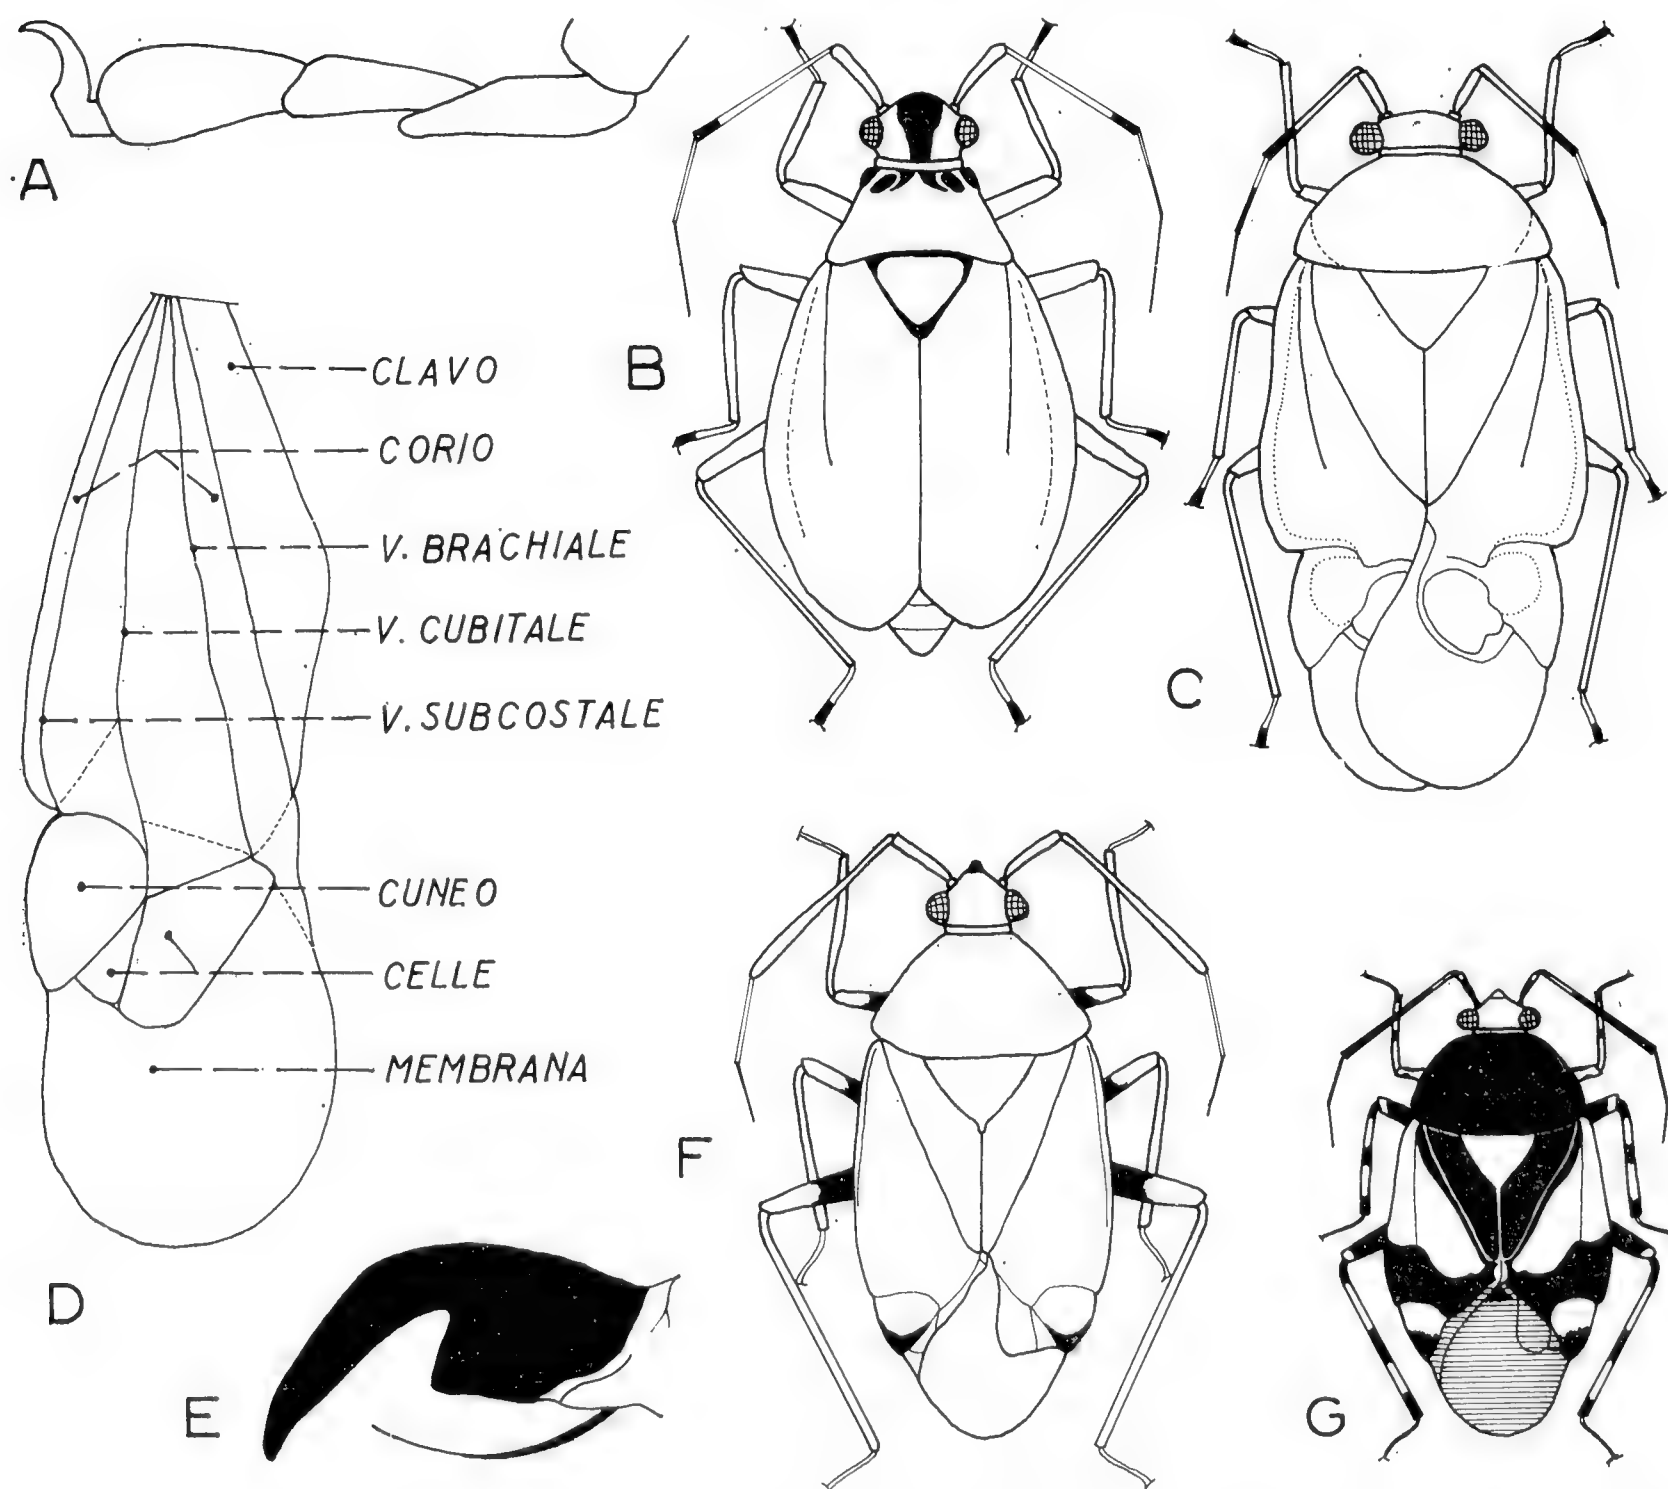 A
B
C
CLAVO
CORIO
V. BRACHIALE
V. CUBITALE
V. SUBCOSTALE
CUNEO
CELLE
MEMBRANA
D
E
F
G